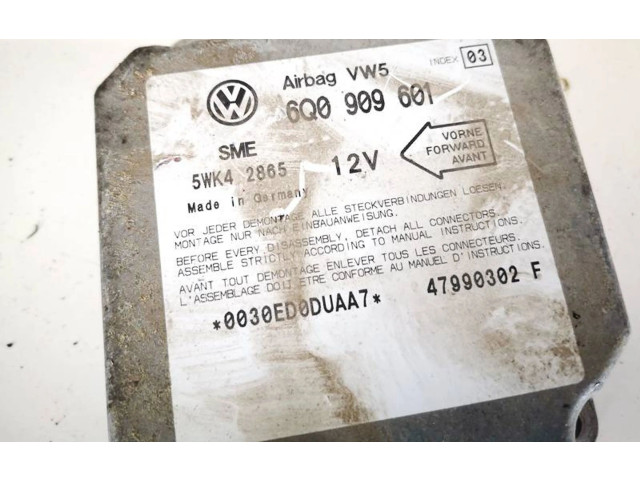 Airbag VW5
INDEX 03
6Q0 909 601
SME
5WK4 2865
12V
VORNE
FORWARD
AVANT
Made in Germany
VOR JEDER DEMONTAGE ALLE STECKVERBINDUNGEN LOESEN.
MONTAGE NUR NACH EINBAUANWEISUNG.
BEFORE EVERY DISASSEMBLY, DETACH ALL CONNECTORS.
ASSEMBLE STRICTLY ACCORDING TO MANUAL INSTRUCTIONS.
AVANT TOUT DEMONTAGE ENLEVER TOUS LES CONNECTEURS.
L'ASSEMBLAGE DOIT ETRE CONFORME AU MANUEL D'INSTRUCTIONS.
*0030ED0DUAA7*
47990302 F